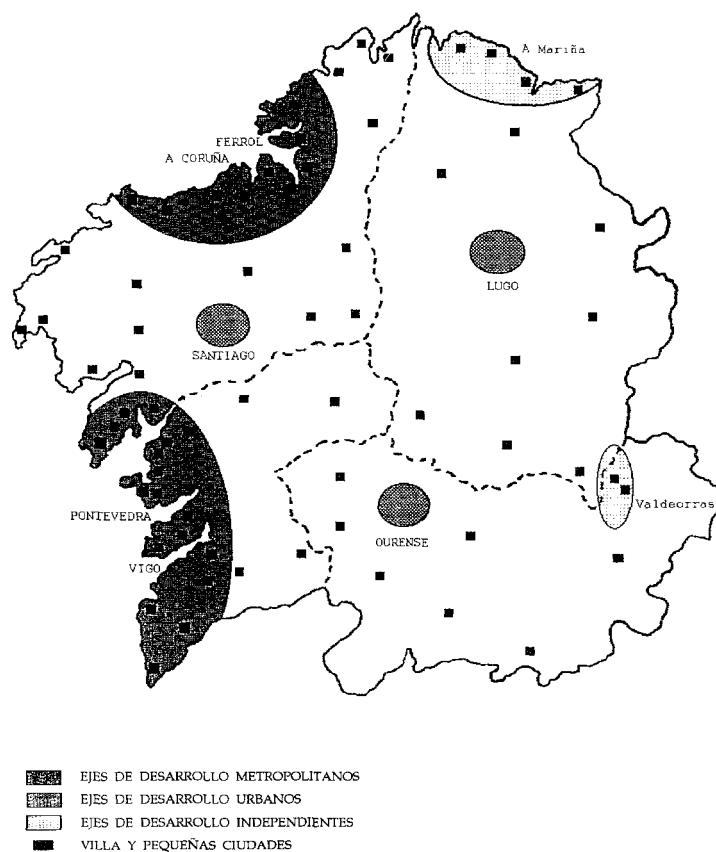 A Mariña
FERROL
A CORUÑA
LUGO
SANTIAGO
PONTEVEDRA
VIGO
OURENSE
Valdeorras
EJES DE DESARROLLO METROPOLITANOS
EJES DE DESARROLLO URBANOS
EJES DE DESARROLLO INDEPENDIENTES
VILLA Y PEQUEÑAS CIUDADES